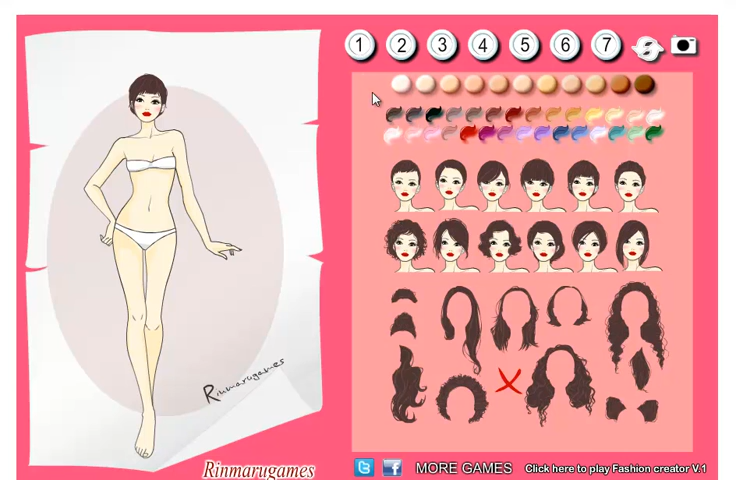 1 2 3 4 5 6 7
Rinmarugames
Rinmarugames
MORE GAMES
Click here to play Fashion creator V.1